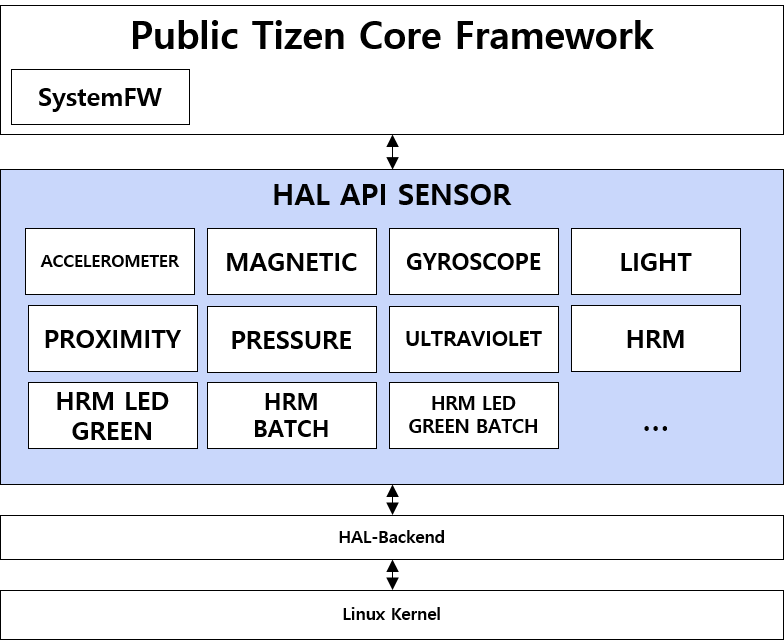 Public Tizen Core Framework
SystemFW
HAL API SENSOR
ACCELEROMETER
MAGNETIC
GYROSCOPE
LIGHT
PROXIMITY
PRESSURE
ULTRAVIOLET
HRM
HRM LED
GREEN
HRM
BATCH
HRM LED
GREEN BATCH
...
HAL-Backend
Linux Kernel